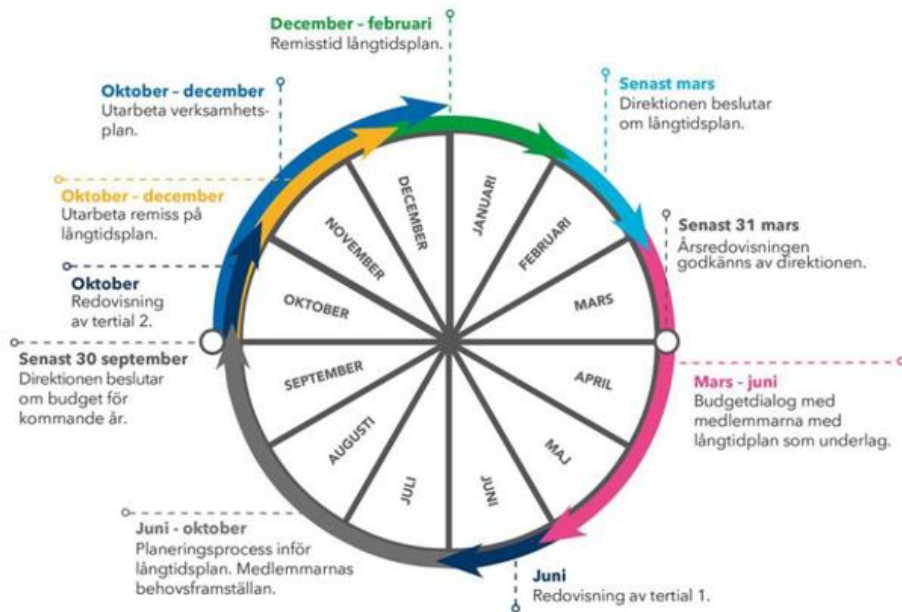 December – februari
Remisstid långtidsplan.
Senast mars
Direktionen beslutar
om långtidsplan.
Senast 31 mars
Årsredovisningen
godkänns av direktionen.
Mars – juni
Budgetdialog med
medlemmarna med
långtidplan som underlag.
Juni
Redovisning av tertial 1.
Juni - oktober
Planeringsprocess inför
långtidsplan. Medlemmarnas
behovsframställan.
Senast 30 september
Direktionen beslutar
om budget för
kommande år.
Oktober
Redovisning
av tertial 2.
Oktober – december
Utarbeta remiss på
långtidsplan.
Oktober – december
Utarbeta verksamhets-
plan.
JANUARI
FEBRUARI
MARS
APRIL
MAJ
JUNI
JULI
AUGUSTI
SEPTEMBER
OKTOBER
NOVEMBER
DECEMBER